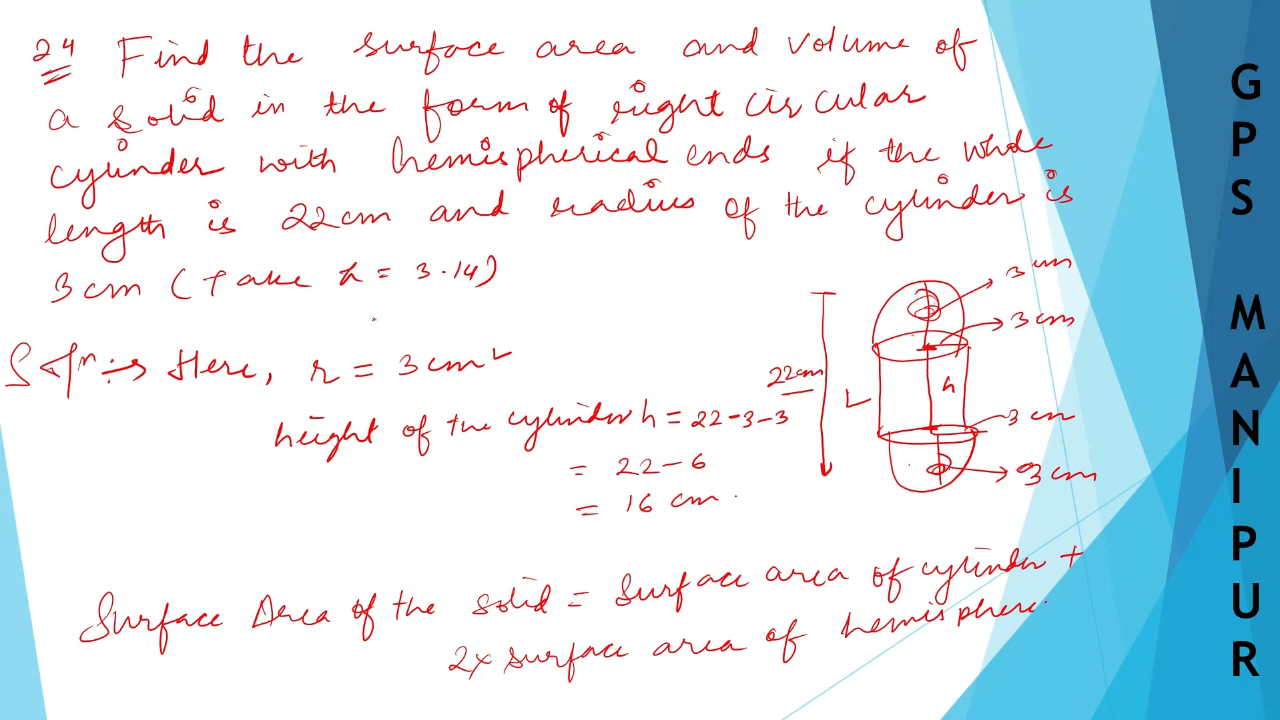 24 Find the surface area and volume of
a solid in the form of right circular
cylinder with hemispherical ends if the whole
length is 22cm and radius of the cylinder is
3cm (Take π = 3.14)
Soln :→ Here, r = 3cm
height of the cylinder h = 22-3-3
= 22-6
= 16 cm.
3 cm
3 cm
22cm
h
3 cm
3 cm
Surface Area of the solid = Surface area of cylinder +
2× surface area of hemisphere.
GPS MANIPUR